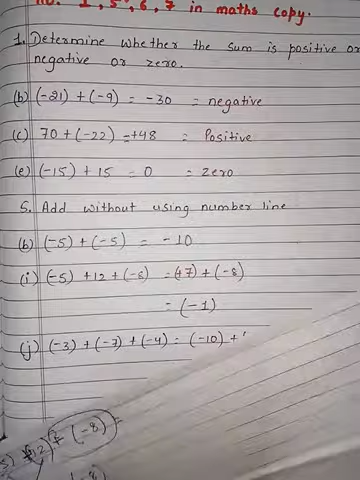 no. 1, 5, 6, 7 in maths copy.
1. Determine whether the sum is positive or
negative or zero.
(b) (-21) + (-9) = -30 = negative
(c) 70 + (-22) = +48 = Positive
(e) (-15) + 15 = 0 = zero
5. Add without using number line
(b) (-5) + (-5) = -10
(i) (-5) + 12 + (-8) = (+7) + (-8)
= (-1)
(j) (-3) + (-7) + (-4) = (-10) +
(-8) =
(-8)